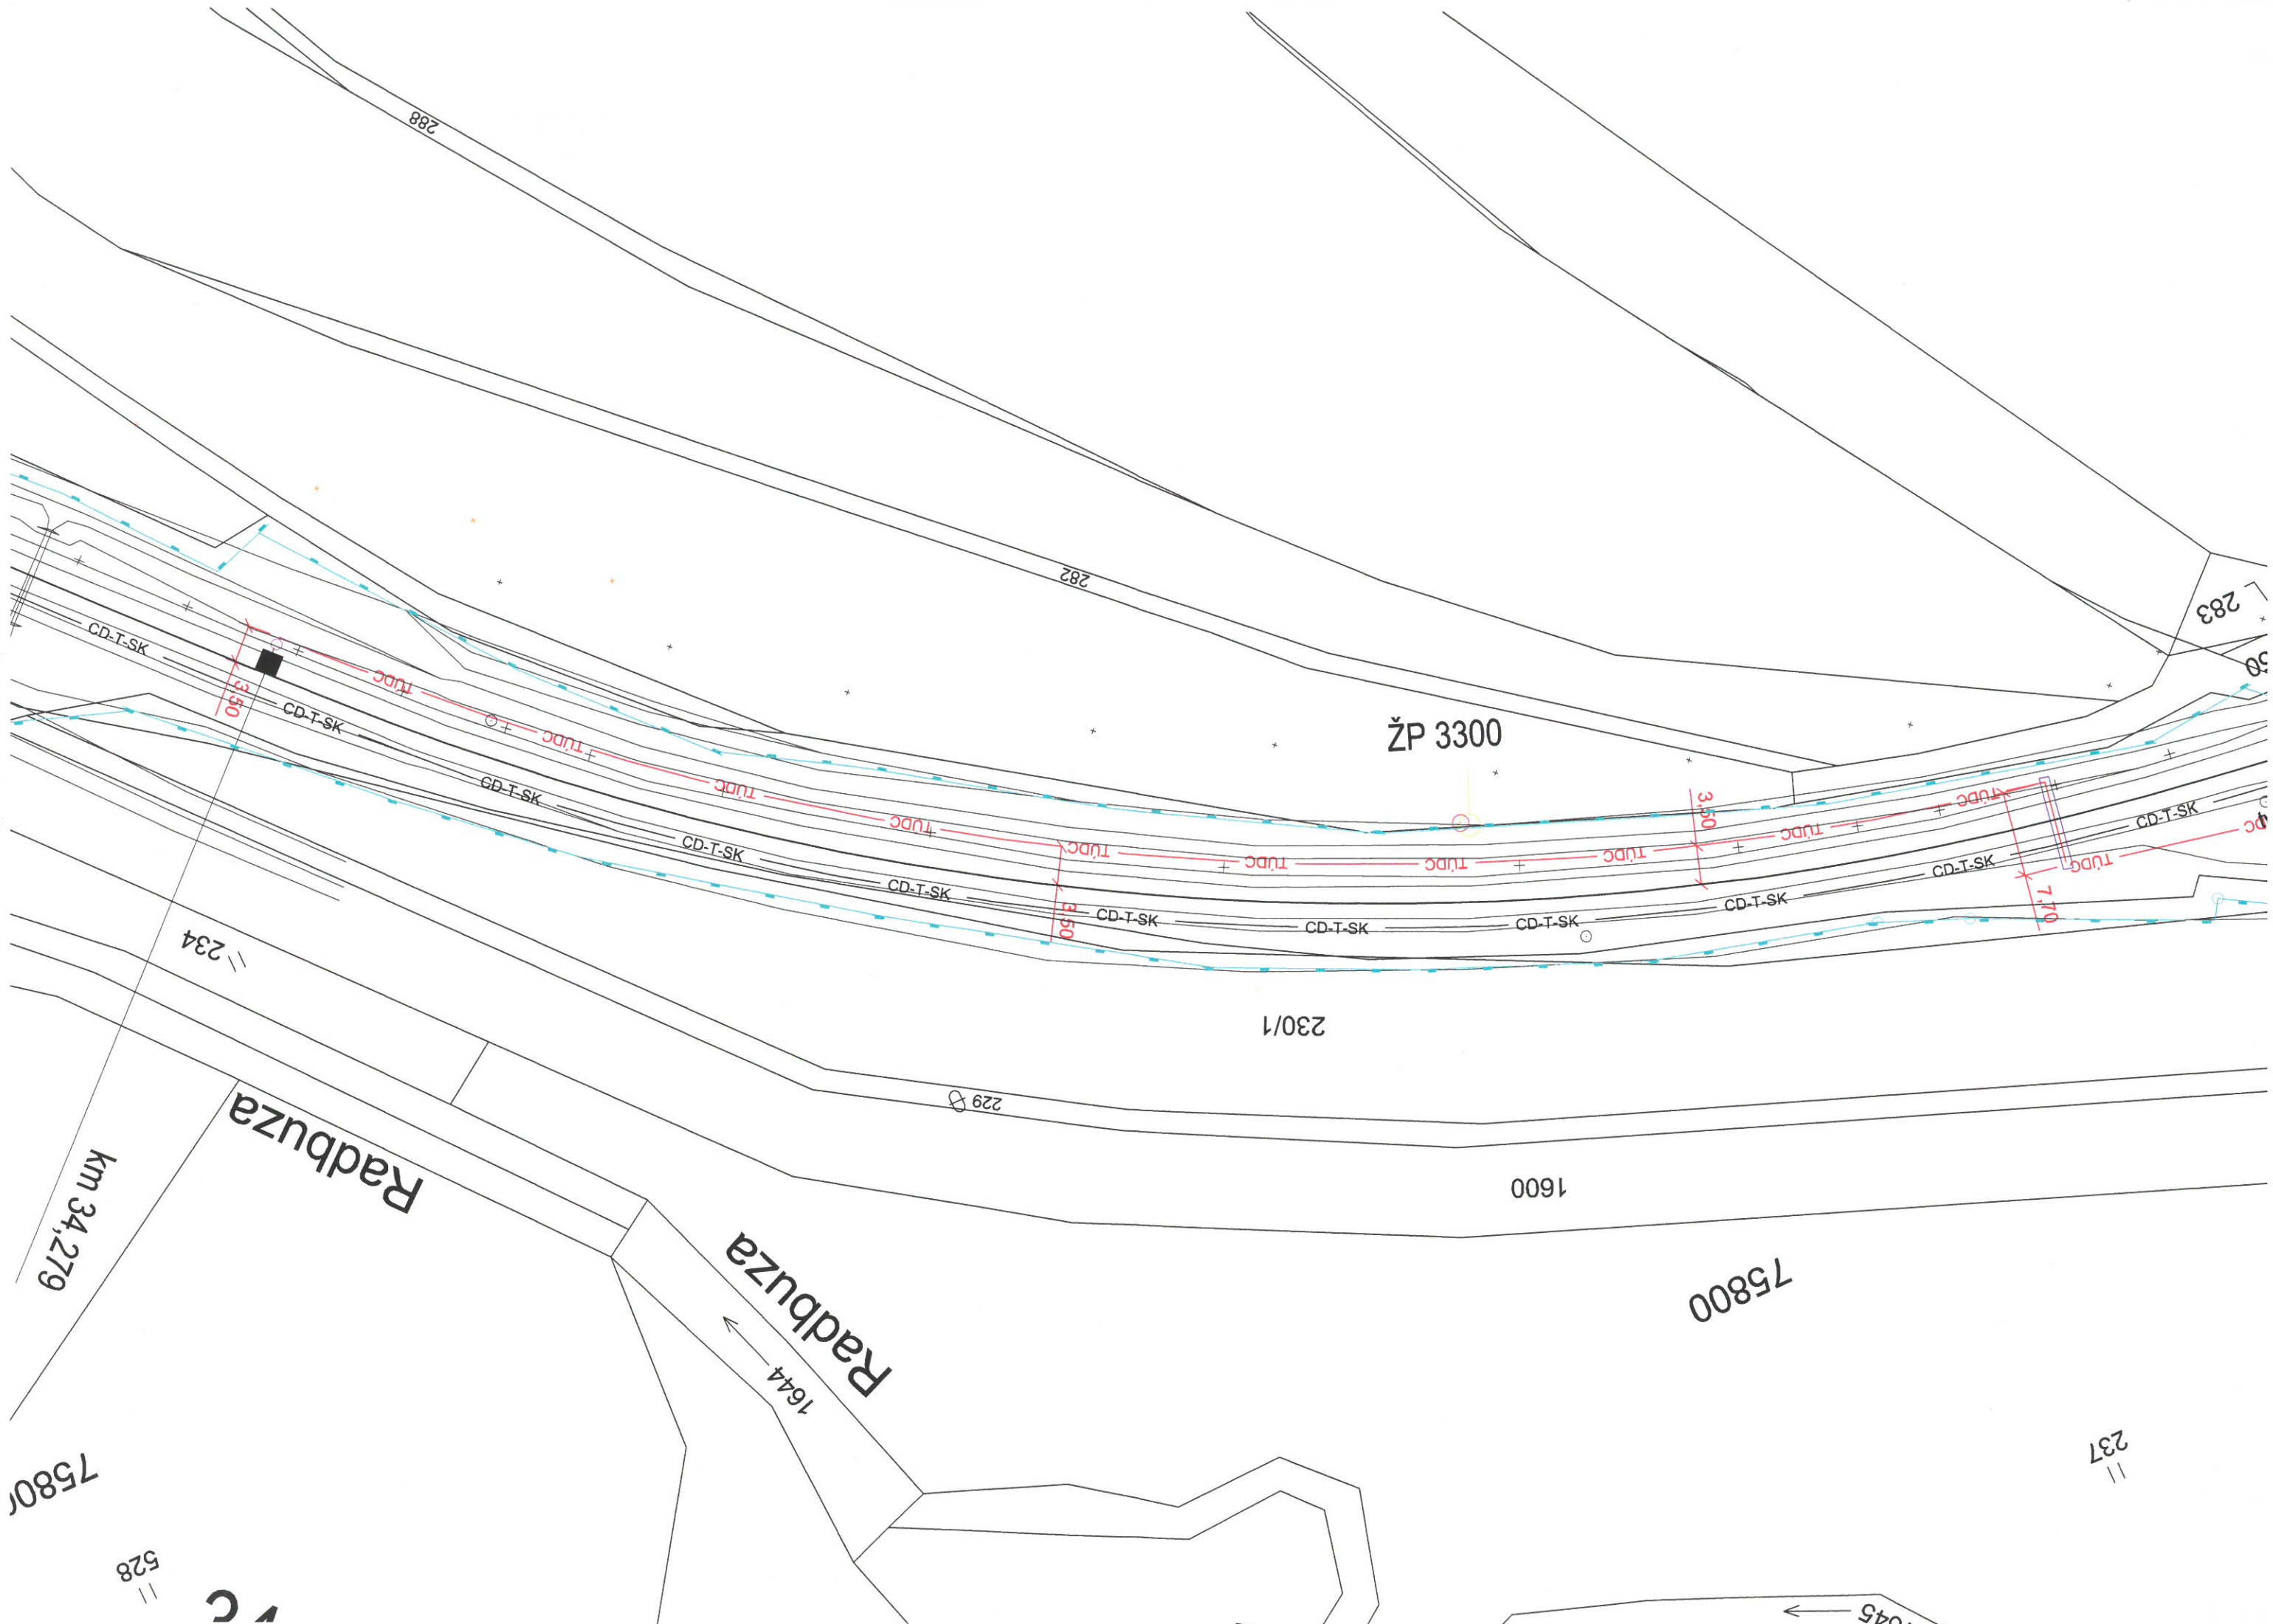 288
282
283
CD-T-SK
3,50
TÚDC
CD-T-SK
TÚDC
CD-T-SK
TÚDC
CD-T-SK
TÚDC
CD-T-SK
TÚDC
3,50
CD-T-SK
TÚDC
CD-T-SK
TÚDC
ŽP 3300
CD-T-SK
TÚDC
3,50
CD-T-SK
TÚDC
TÚDC
CD-T-SK
7,70
TÚDC
CD-T-SK
234
230/1
229
Radbuza
km 34,279
1600
Radbuza
1644
75800
237
528